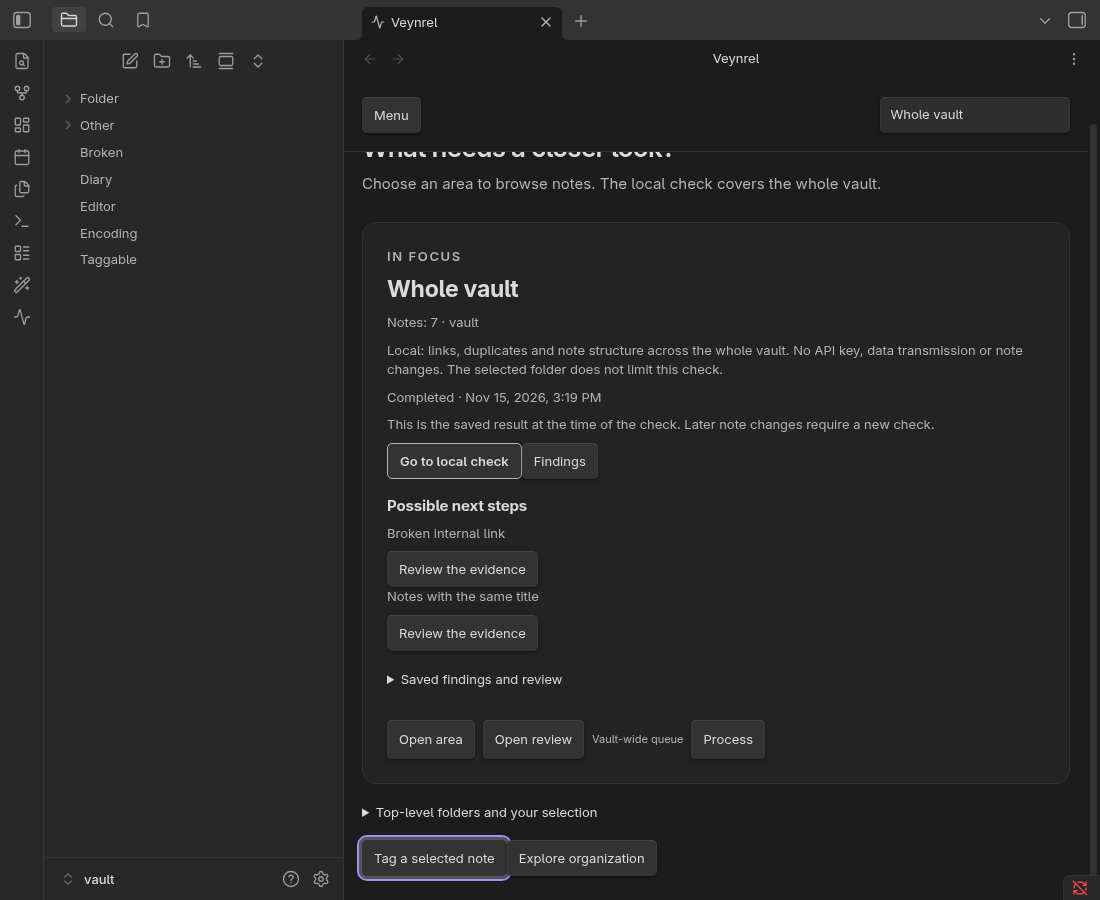 Veynrel
Veynrel
Folder
Other
Broken
Diary
Editor
Encoding
Taggable
vault
Menu
Whole vault
What needs a closer look?
Choose an area to browse notes. The local check covers the whole vault.
IN FOCUS
Whole vault
Notes: 7 · vault
Local: links, duplicates and note structure across the whole vault. No API key, data transmission or note
changes. The selected folder does not limit this check.
Completed · Nov 15, 2026, 3:19 PM
This is the saved result at the time of the check. Later note changes require a new check.
Go to local check
Findings
Possible next steps
Broken internal link
Review the evidence
Notes with the same title
Review the evidence
Saved findings and review
Open area
Open review
Vault-wide queue
Process
Top-level folders and your selection
Tag a selected note
Explore organization